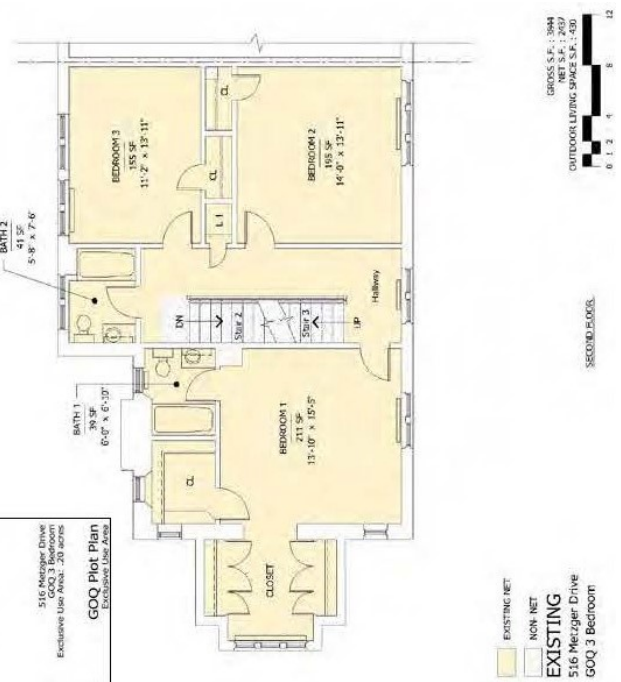 GROSS S.F. : 3944
NET S.F. : 2437
OUTDOOR LIVING SPACE S.F. : 430
0 1 2 4 8 12
BEDROOM 3
155 SF
11'-2" x 13'-11"
CL
CL
L 1
BEDROOM 2
195 SF
14'-0" x 13'-11"
BATH 2
41 SF
5'-8" x 7'-6"
DN
Stair 2
Stair 3
UP
Hallway
BATH 1
39 SF
6'-0" x 6'-10"
BEDROOM 1
211 SF
13'-10" x 15'-5"
CL
CLOSET
SECOND FLOOR
GOQ Plot Plan
Exclusive Use Area
516 Metzger Drive
GOQ 3 Bedroom
Exclusive Use Area: .20 acres
EXISTING NET
NON- NET
EXISTING
516 Metzger Drive
GOQ 3 Bedroom